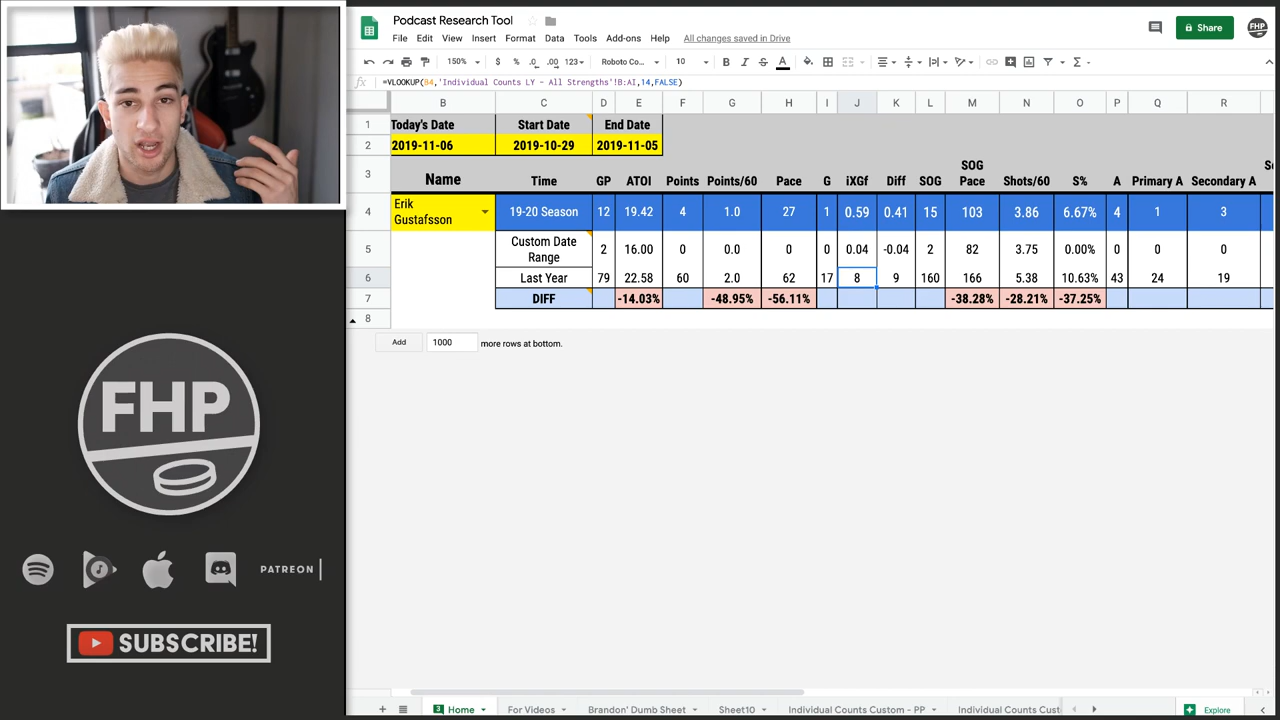 Podcast Research Tool
File Edit View Insert Format Data Tools Add-ons Help All changes saved in Drive
Share
FHP
150% $ % .0 .00 123 Roboto Co... 10 B I S A
fx =VLOOKUP(B4,'Individual Counts LY - All Strengths'!B:AI,14,FALSE)
B C D E F G H I J K L M N O P Q R
1 Today's Date Start Date End Date
2 2019-11-06 2019-10-29 2019-11-05
3 Name Time GP ATOI Points Points/60 Pace G iXGf Diff SOG SOG Pace Shots/60 S% A Primary A Secondary A
4 Erik Gustafsson 19-20 Season 12 19.42 4 1.0 27 1 0.59 0.41 15 103 3.86 6.67% 4 1 3
5 Custom Date Range 2 16.00 0 0.0 0 0 0.04 -0.04 2 82 3.75 0.00% 0 0 0
6 Last Year 79 22.58 60 2.0 62 17 8 9 160 166 5.38 10.63% 43 24 19
7 DIFF -14.03% -48.95% -56.11% -38.28% -28.21% -37.25%
8
Add 1000 more rows at bottom.
FHP
PATREON
SUBSCRIBE!
3 Home For Videos Brandon' Dumb Sheet Sheet10 Individual Counts Custom - PP Individual Counts Cust
Explore